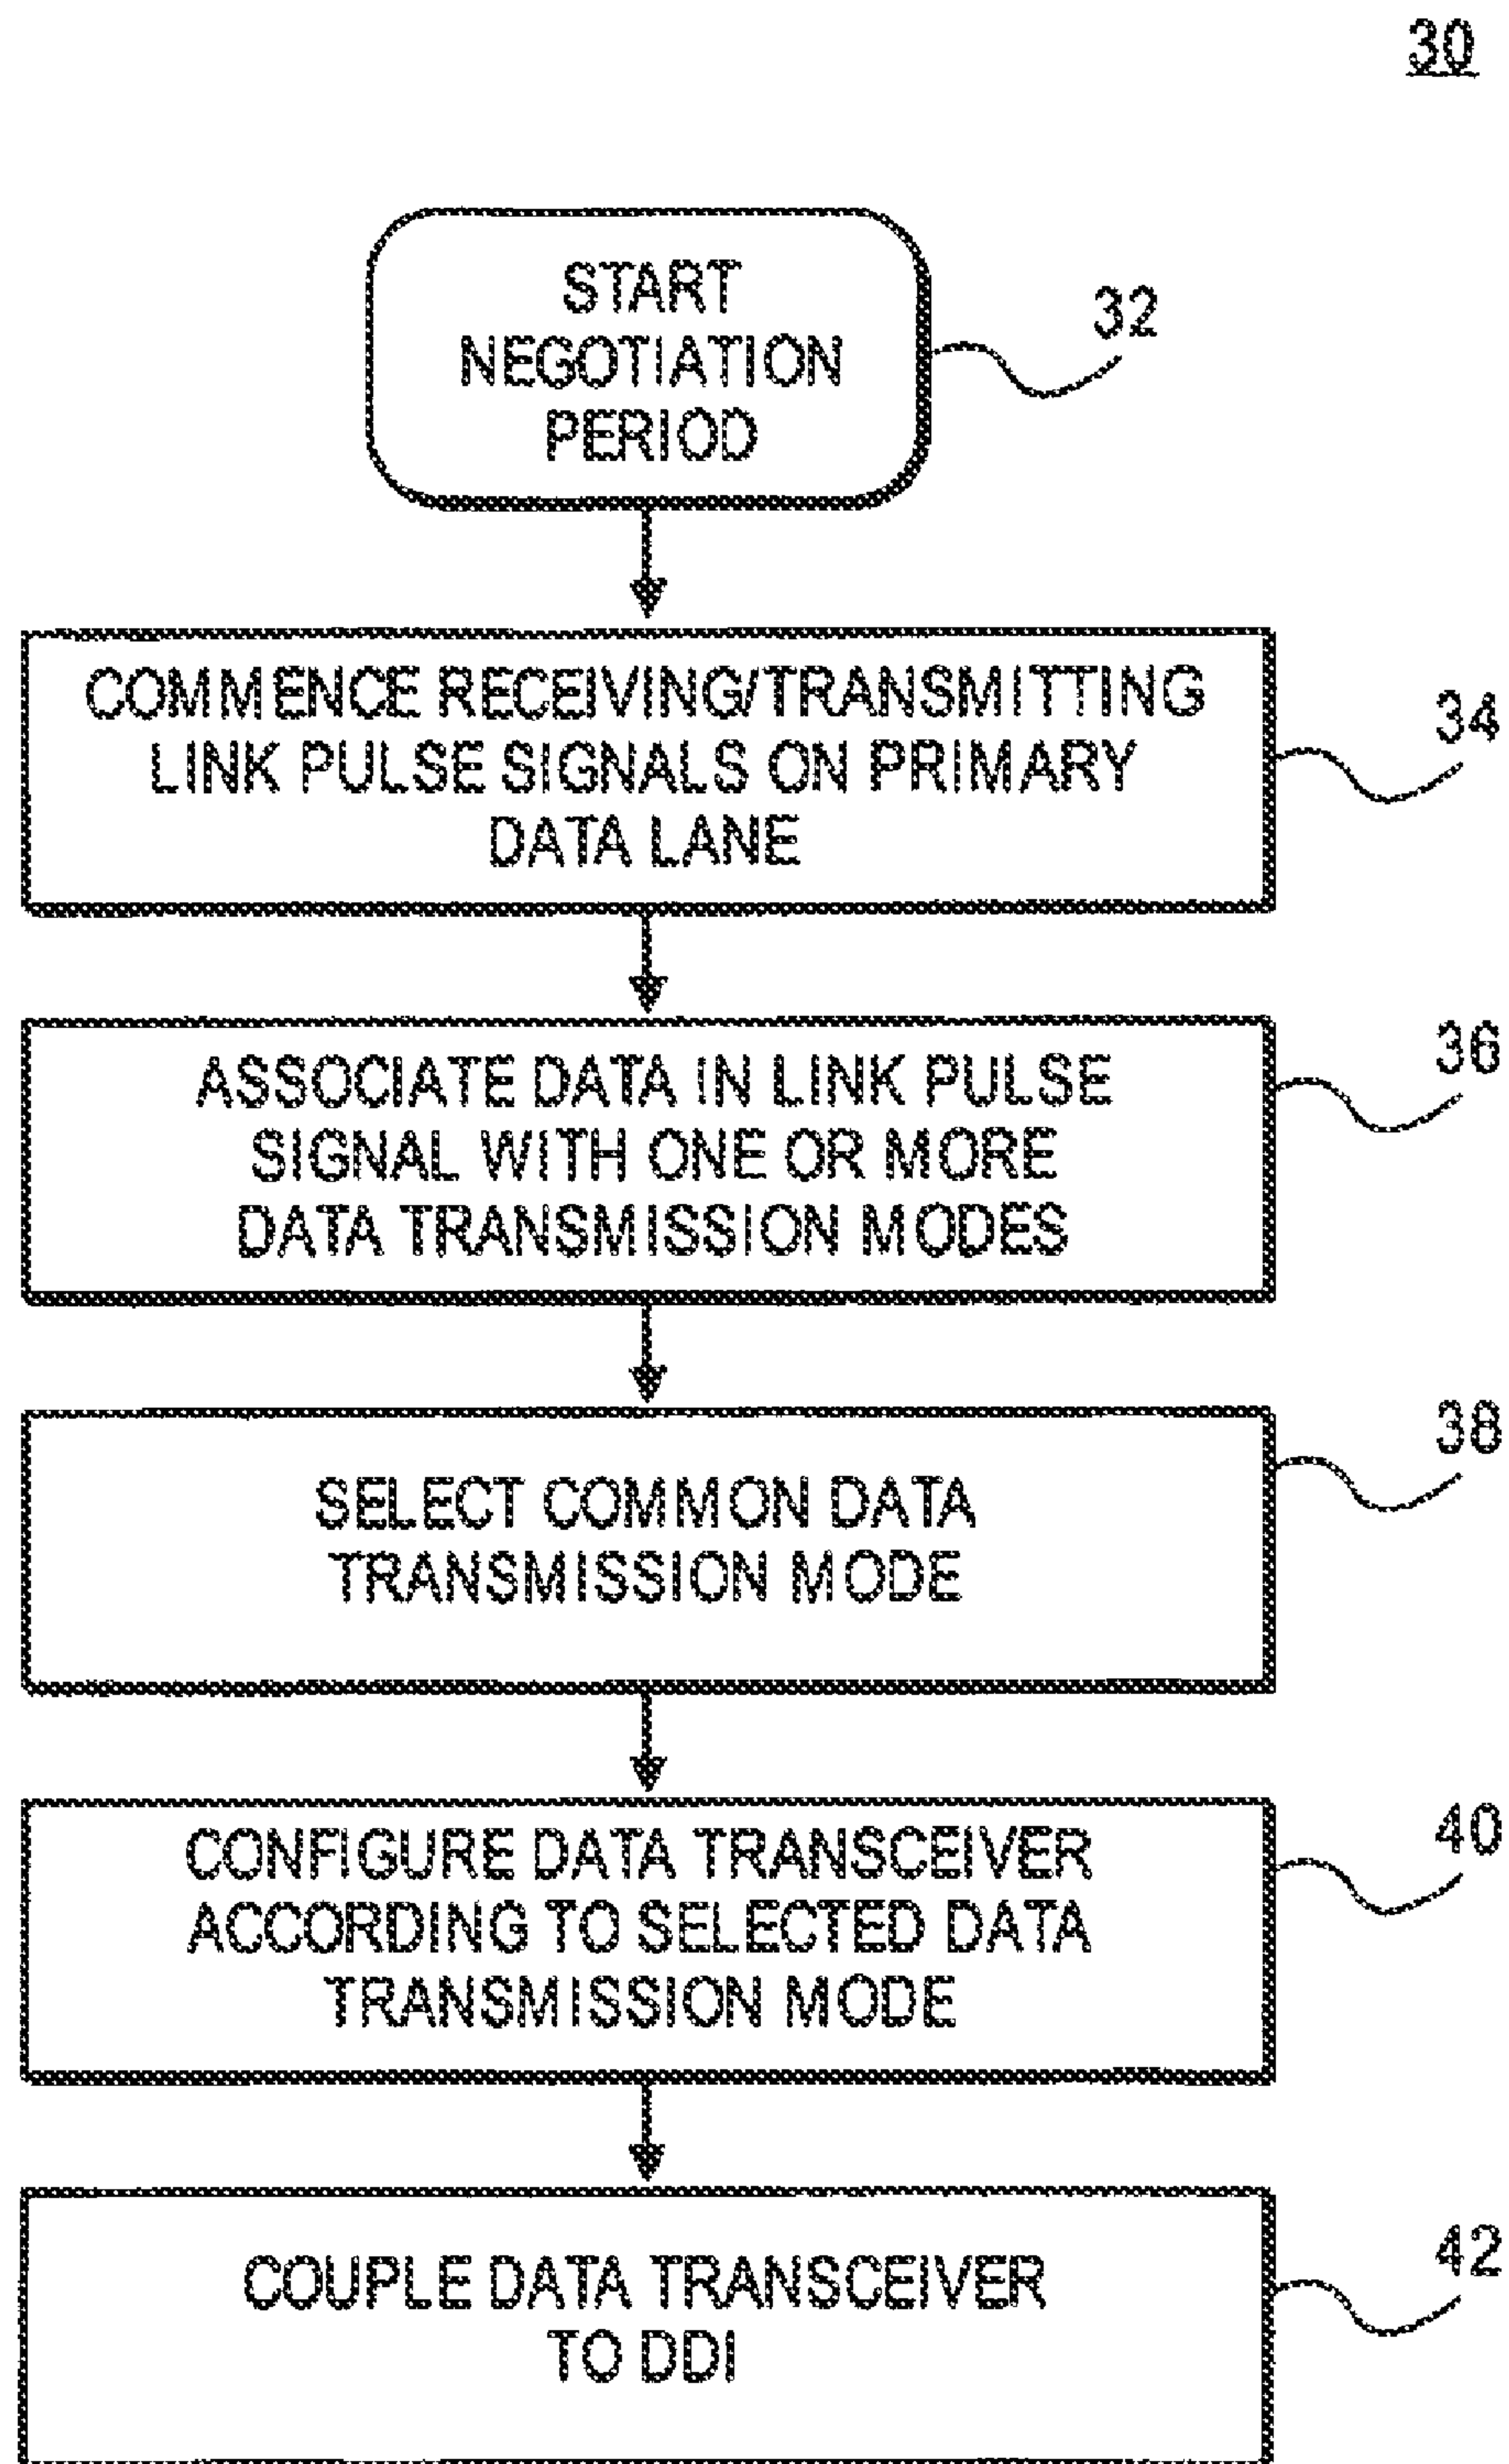 30
START
NEGOTIATION
PERIOD
32
COMMENCE RECEIVING/TRANSMITTING
LINK PULSE SIGNALS ON PRIMARY
DATA LANE
34
ASSOCIATE DATA IN LINK PULSE
SIGNAL WITH ONE OR MORE
DATA TRANSMISSION MODES
36
SELECT COMMON DATA
TRANSMISSION MODE
38
CONFIGURE DATA TRANSCEIVER
ACCORDING TO SELECTED DATA
TRANSMISSION MODE
40
COUPLE DATA TRANSCEIVER
TO DDI
42